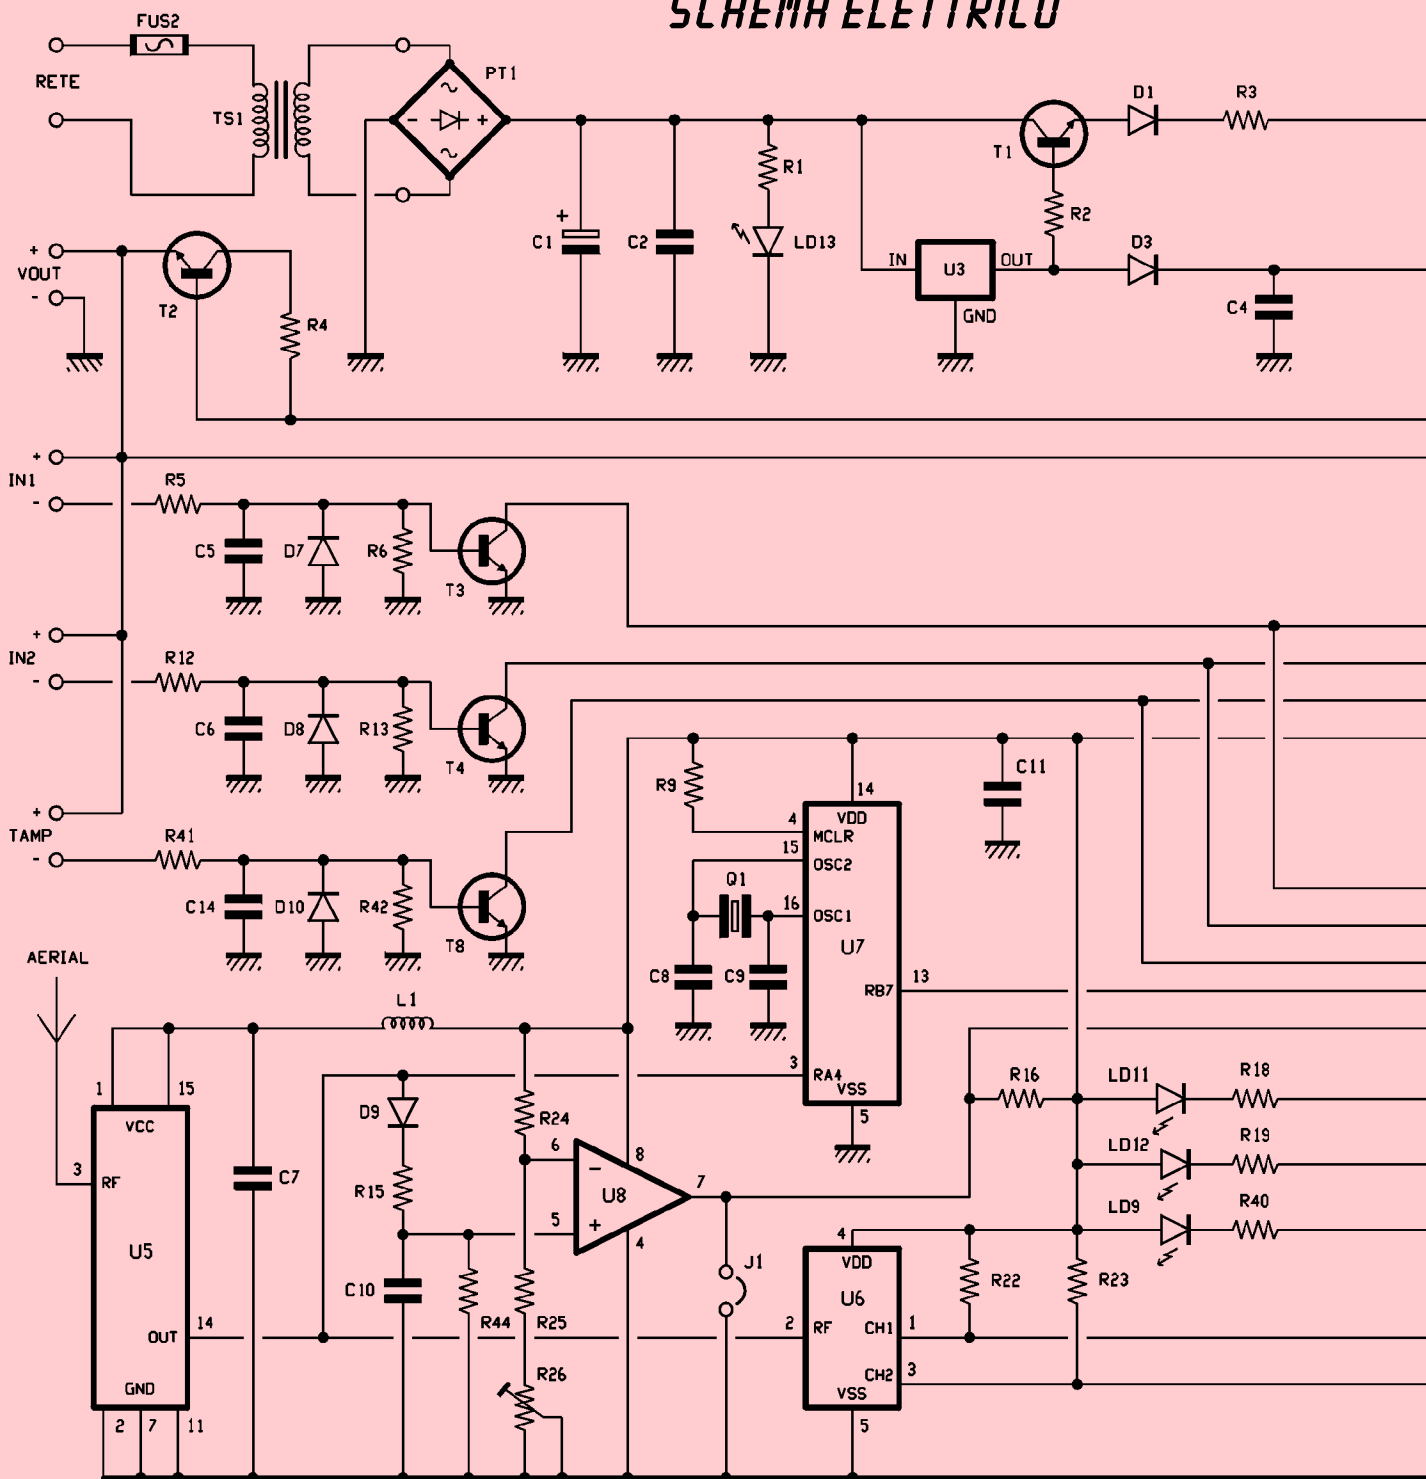 SCHEMA ELETTRICO
FUS2
RETE
TS1
PT1
D1
R3
T1
R1
R2
+
C1
C2
LD13
D3
IN
U3
OUT
GND
C4
+
VOUT
-
T2
R4
+
IN1
-
R5
C5
D7
R6
T3
+
IN2
-
R12
C6
D8
R13
T4
R9
14
C11
VDD
4
MCLR
15
OSC2
Q1
16
OSC1
U7
+
TAMP
-
R41
C14
D10
R42
T8
C8
C9
13
RB7
AERIAL
L1
3
RA4
VSS
5
1
15
VCC
3
RF
U5
C7
D9
R15
R24
6
-
8
U8
7
5
+
4
R16
LD11
R18
LD12
R19
LD9
R40
4
VDD
U6
R22
R23
J1
C10
R44
R25
R26
OUT
14
2
RF
CH1
1
CH2
3
VSS
5
GND
2
7
11
- +